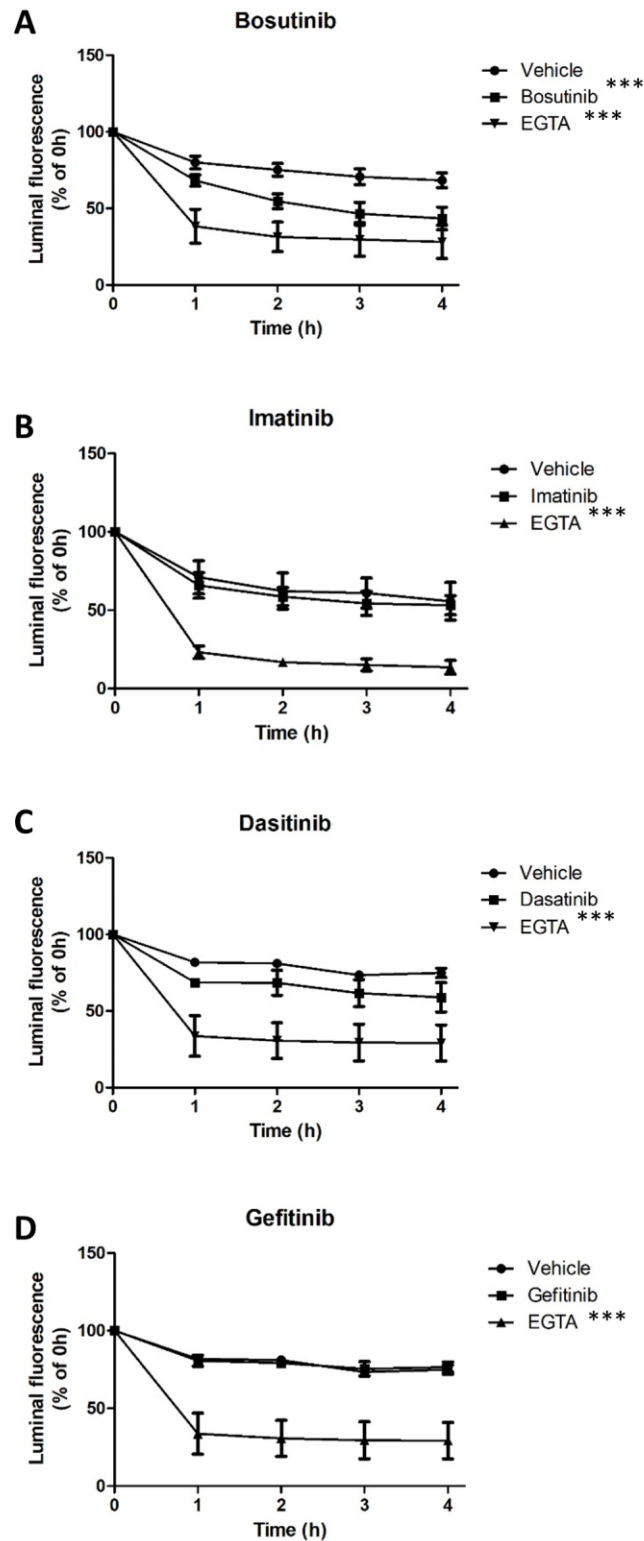 A
Bosutinib
Luminal fluorescence
(% of 0h)
150
100
50
0
0 1 2 3 4
Time (h)
Vehicle
Bosutinib ***
EGTA ***
B
Imatinib
Luminal fluorescence
(% of 0h)
150
100
50
0
0 1 2 3 4
Time (h)
Vehicle
Imatinib
EGTA ***
C
Dasitinib
Luminal fluorescence
(% of 0h)
150
100
50
0
0 1 2 3 4
Time (h)
Vehicle
Dasatinib
EGTA ***
D
Gefitinib
Luminal fluorescence
(% of 0h)
150
100
50
0
0 1 2 3 4
Time (h)
Vehicle
Gefitinib
EGTA ***